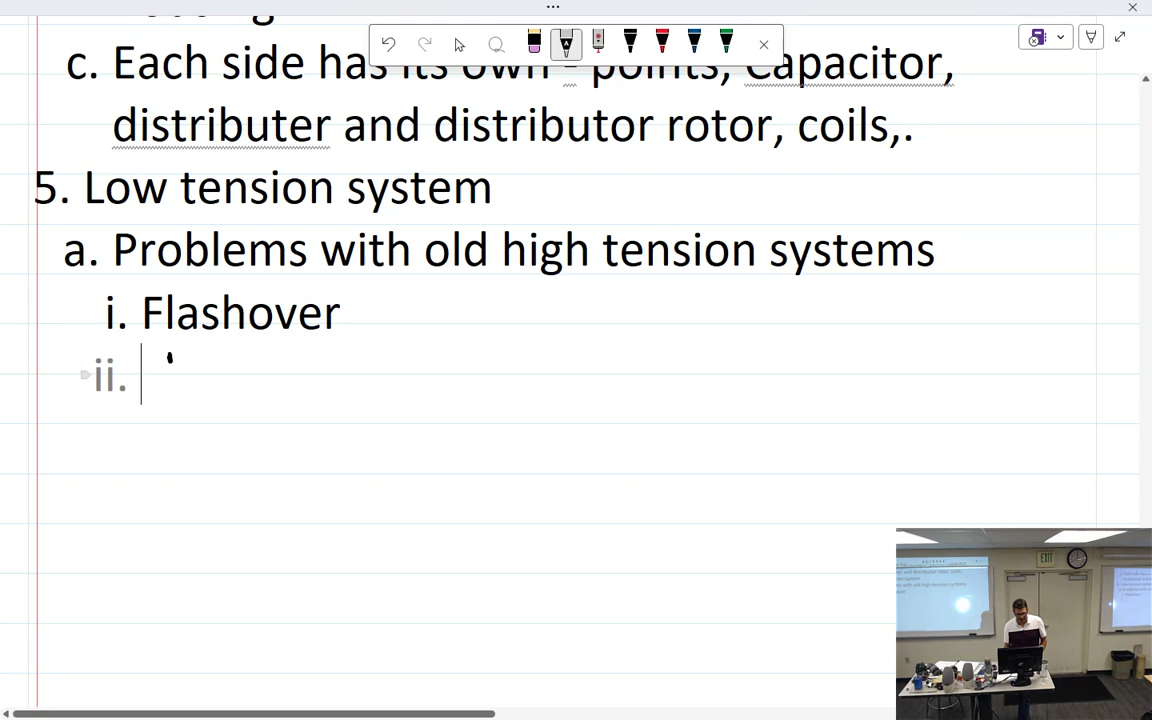 c. Each side has its own - points, Capacitor,
distributer and distributor rotor, coils,.
5. Low tension system
a. Problems with old high tension systems
i. Flashover
ii.
EXIT